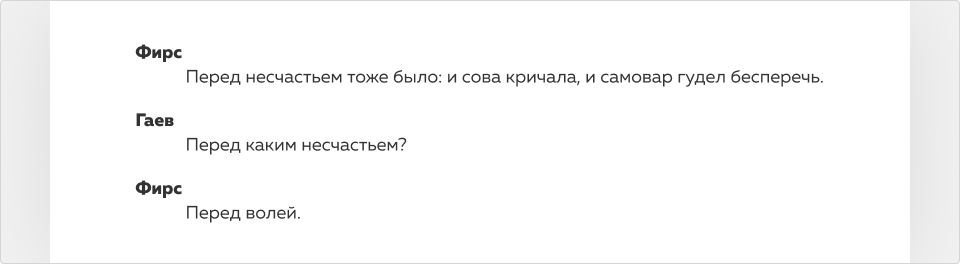 Фирс
Перед несчастьем тоже было: и сова кричала, и самовар гудел бесперечь.
Гаев
Перед каким несчастьем?
Фирс
Перед волей.